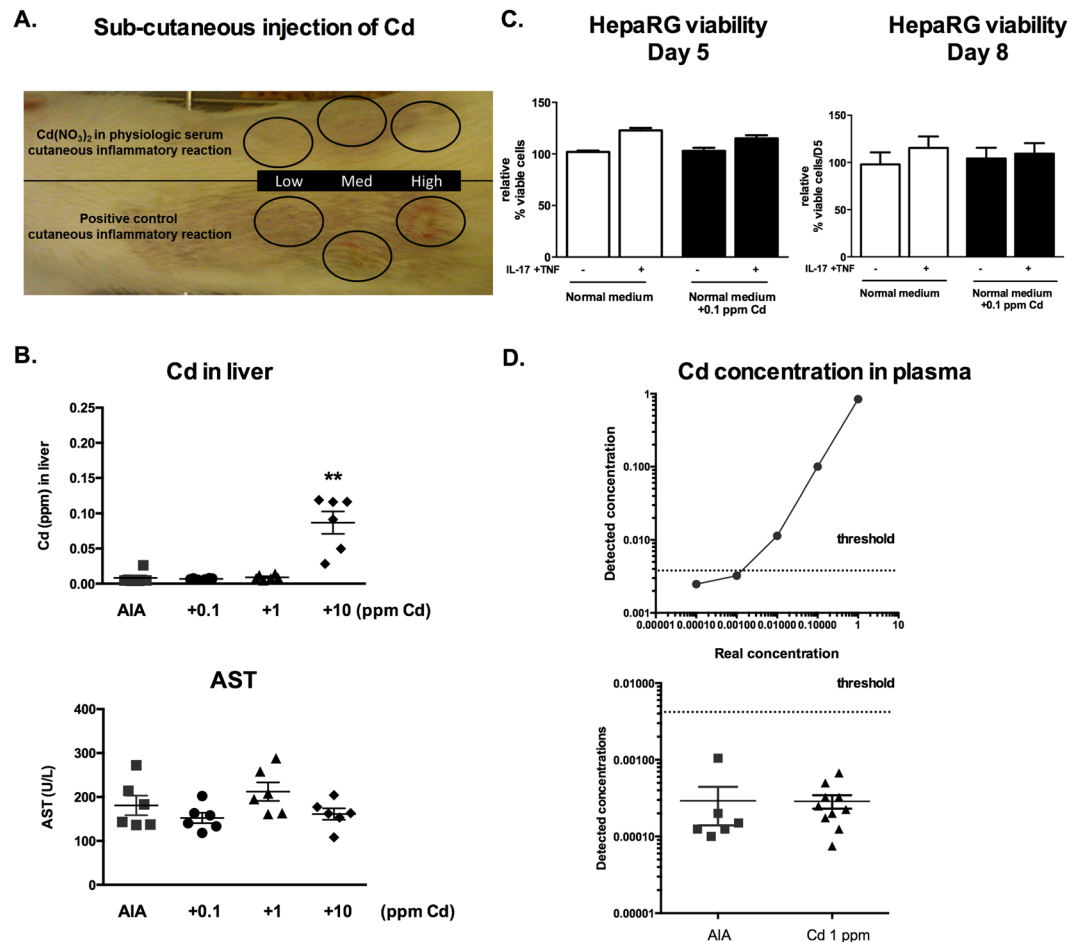 A.
Sub-cutaneous injection of Cd
Cd(NO₃)₂ in physiologic serum
cutaneous inflammatory reaction
Low Med High
Positive control
cutaneous inflammatory reaction
B.
Cd in liver
Cd (ppm) in liver
0.25
0.20
0.15
0.10
0.05
0.00
**
AIA +0.1 +1 +10 (ppm Cd)
AST
AST (U/L)
400
300
200
100
0
AIA +0.1 +1 +10 (ppm Cd)
C.
HepaRG viability
Day 5
relative
% viable cells
150
100
50
0
IL-17 +TNF - + - +
Normal medium
Normal medium
+0.1 ppm Cd
HepaRG viability
Day 8
relative
% viable cells/D5
150
100
50
0
- + - +
Normal medium
Normal medium
+0.1 ppm Cd
D.
Cd concentration in plasma
Detected concentration
1
0.100
0.010
0.001
threshold
0.00001 0.00010 0.00100 0.01000 0.10000 1 10
Real concentration
Detected concentrations
0.01000
0.00100
0.00010
0.00001
threshold
AIA Cd 1 ppm